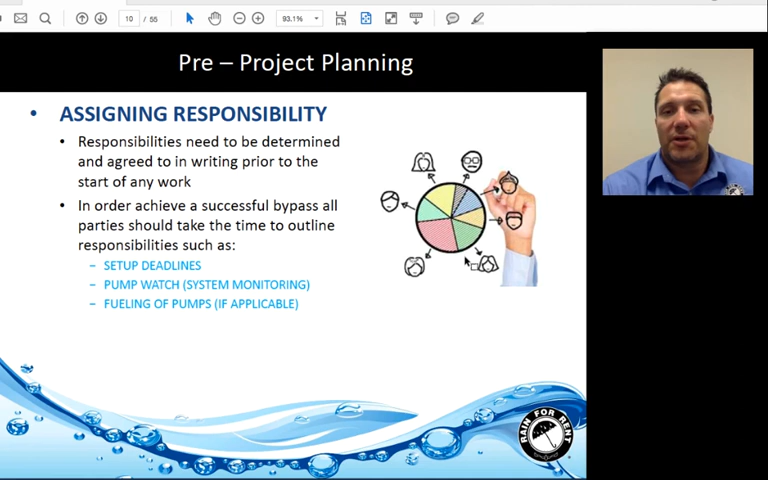 10 / 55
93.1%
Pre – Project Planning
• ASSIGNING RESPONSIBILITY
• Responsibilities need to be determined
and agreed to in writing prior to the
start of any work
• In order achieve a successful bypass all
parties should take the time to outline
responsibilities such as:
– SETUP DEADLINES
– PUMP WATCH (SYSTEM MONITORING)
– FUELING OF PUMPS (IF APPLICABLE)
RAIN FOR RENT